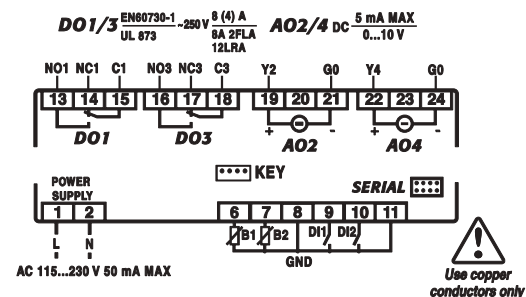 DO1/3 EN60730-1 ~250 V 8 (4) A AO2/4 DC 5 mA MAX
UL 873 6A 2FLA 0...10 V
12LRA
NO1 NC1 C1 NO3 NC3 C3 Y2 G0 Y4 G0
13 14 15 16 17 18 19 20 21 22 23 24
+ - + -
DO1 DO3 AO2 AO4
KEY
POWER
SUPPLY
SERIAL
1 2 6 7 8 9 10 11
L N B1 B2 DI1 DI2
GND
AC 115...230 V 50 mA MAX
!
Use copper
conductors only